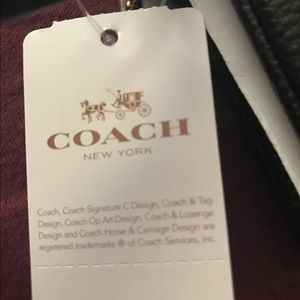 COACH
NEW YORK
Coach, Coach Signature C Design, Coach & Tag
Design, Coach Op Art Design, Coach & Lozenge
Design and Coach Horse & Carriage Design are
registered trademarks ® of Coach Services, Inc.